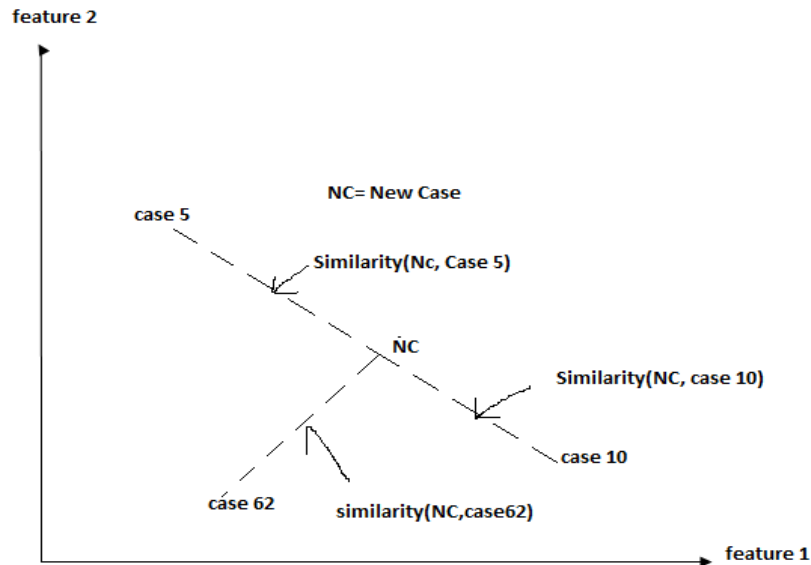 feature 2
NC= New Case
case 5
Similarity(Nc, Case 5)
NC
Similarity(NC, case 10)
case 10
case 62
similarity(NC,case62)
feature 1